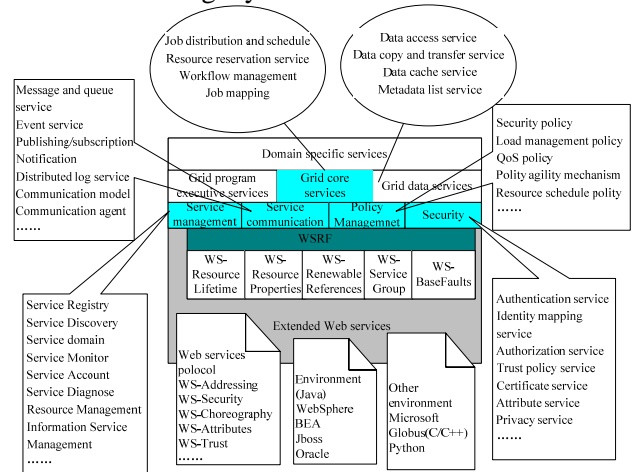 Job distribution and schedule
Resource reservation service
Workflow management
Job mapping
Data access service
Data copy and transfer service
Data cache service
Metadata list service
Message and queue
service
Event service
Publishing/subscription
Notification
Distributed log service
Communication model
Communication agent
……
Security policy
Load management policy
QoS policy
Polity agility mechanism
Resource schedule polity
……
Domain specific services
Grid program
executive services
Grid core
services
Grid data services
Service
management
Service
communication
Policy
Managemnet
Security
WSRF
WS-
Resource
Lifetime
WS-
Resource
Properties
WS-
Renewable
References
WS-
Service
Group
WS-
BaseFaults
Extended Web services
Service Registry
Service Discovery
Service domain
Service Monitor
Service Account
Service Diagnose
Resource Management
Information Service
Management
……
Web services
polocol
WS-Addressing
WS-Security
WS-Choreography
WS-Attributes
WS-Trust
……
Environment
(Java)
WebSphere
BEA
Jboss
Oracle
Other
environment
Microsoft
Globus(C/C++)
Python
Authentication service
Identity mapping
service
Authorization service
Trust policy service
Certificate service
Attribute service
Privacy service
……